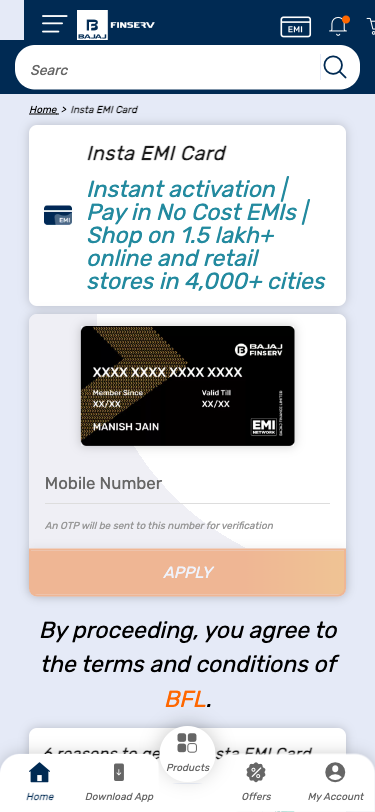 BAJAJ FINSERV
EMI
Searc
Home > Insta EMI Card
Insta EMI Card
Instant activation |
Pay in No Cost EMIs |
Shop on 1.5 lakh+
online and retail
stores in 4,000+ cities
EMI
BAJAJ
FINSERV
XXXX XXXX XXXX XXXX
Member Since Valid Till
XX/XX XX/XX
MANISH JAIN
EMI
NETWORK
BAJAJ FINANCE LIMITED
Mobile Number
An OTP will be sent to this number for verification
APPLY
By proceeding, you agree to
the terms and conditions of
BFL.
6 reasons to ge sta EMI Card
Home Download App Products Offers My Account